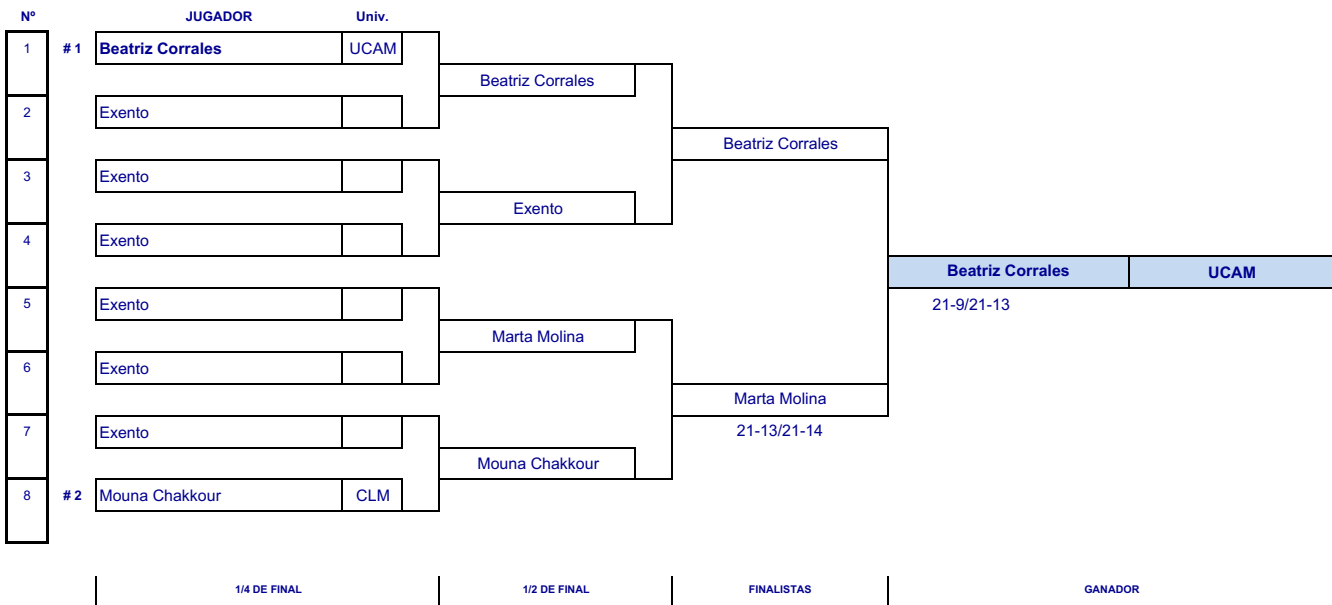 Nº JUGADOR Univ.
1 # 1 Beatriz Corrales UCAM
Beatriz Corrales
2 Exento
Beatriz Corrales
3 Exento
Exento
4 Exento
Beatriz Corrales UCAM
5 Exento 21-9/21-13
Marta Molina
6 Exento
Marta Molina
7 Exento 21-13/21-14
Mouna Chakkour
8 # 2 Mouna Chakkour CLM
1/4 DE FINAL 1/2 DE FINAL FINALISTAS GANADOR